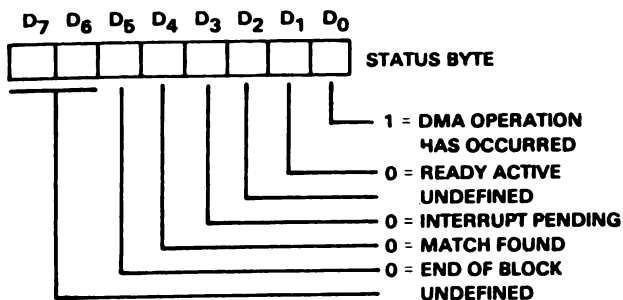 D7 D6 D5 D4 D3 D2 D1 D0
STATUS BYTE
1 = DMA OPERATION
HAS OCCURRED
0 = READY ACTIVE
UNDEFINED
0 = INTERRUPT PENDING
0 = MATCH FOUND
0 = END OF BLOCK
UNDEFINED